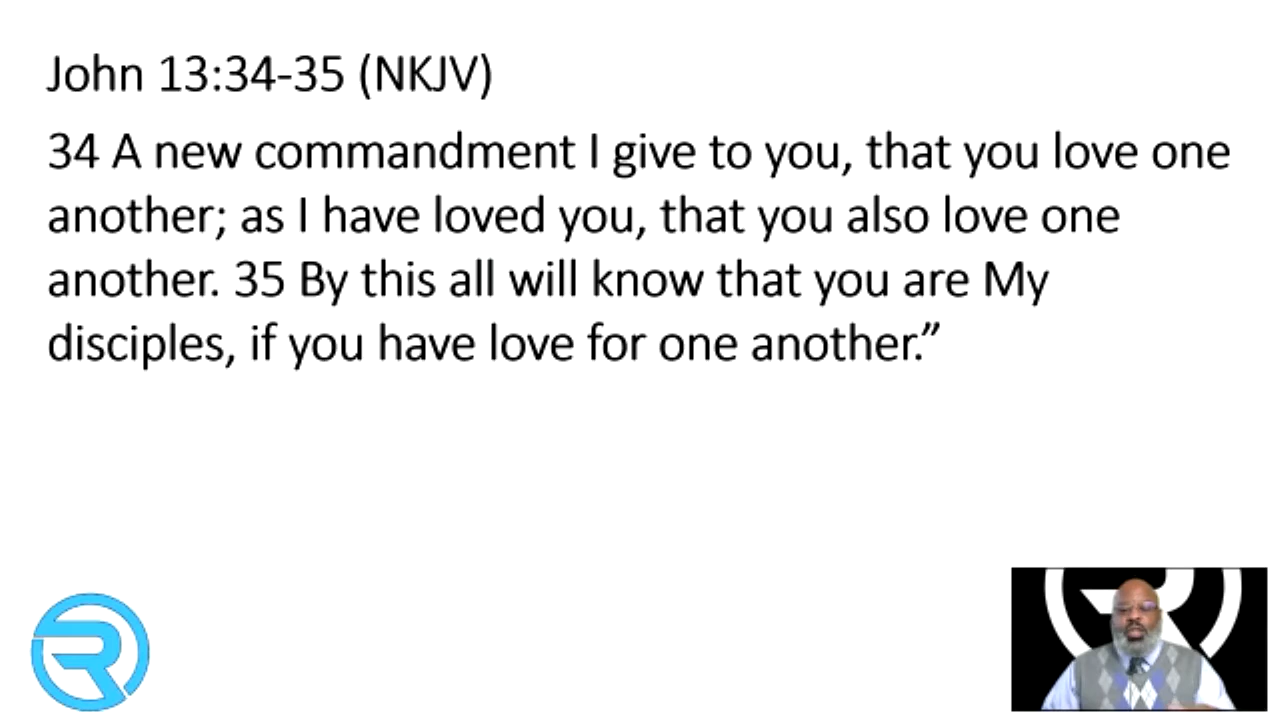 John 13:34-35 (NKJV)
34 A new commandment I give to you, that you love one
another; as I have loved you, that you also love one
another. 35 By this all will know that you are My
disciples, if you have love for one another.”